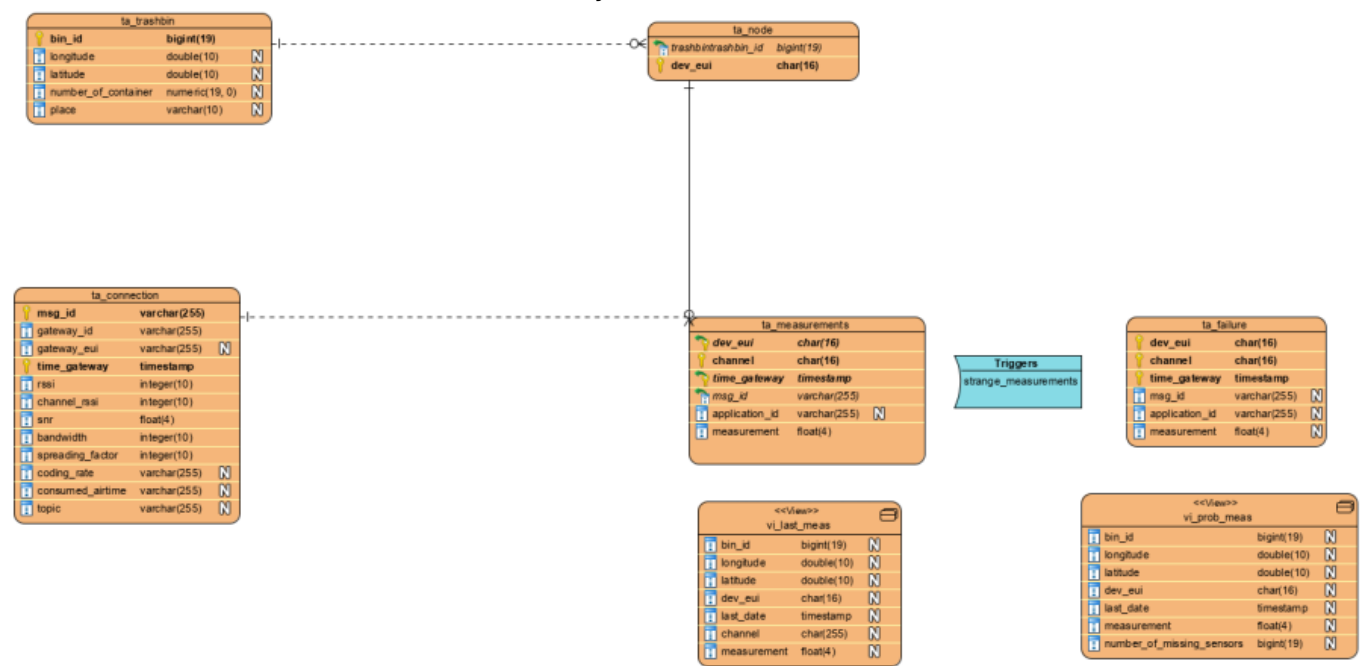 ta_trashbin
bin_id bigint(19)
longitude double(10) N
latitude double(10) N
number_of_container numeric(19, 0) N
place varchar(10) N
ta_node
trashbintrashbin_id bigint(19)
dev_eui char(16)
ta_connection
msg_id varchar(255)
gateway_id varchar(255)
gateway_eui varchar(255) N
time_gateway timestamp
rssi integer(10)
channel_rssi integer(10)
snr float(4)
bandwidth integer(10)
spreading_factor integer(10)
coding_rate varchar(255) N
consumed_airtime varchar(255) N
topic varchar(255) N
ta_measurements
dev_eui char(16)
channel char(16)
time_gateway timestamp
msg_id varchar(255)
application_id varchar(255) N
measurement float(4)
Triggers
strange_measurements
ta_failure
dev_eui char(16)
channel char(16)
time_gateway timestamp
msg_id varchar(255) N
application_id varchar(255) N
measurement float(4) N
<<View>>
vi_last_meas
bin_id bigint(19) N
longitude double(10) N
latitude double(10) N
dev_eui char(16) N
last_date timestamp N
channel char(255) N
measurement float(4) N
<<View>>
vi_prob_meas
bin_id bigint(19) N
longitude double(10) N
latitude double(10) N
dev_eui char(16) N
last_date timestamp N
measurement float(4) N
number_of_missing_sensors bigint(19) N